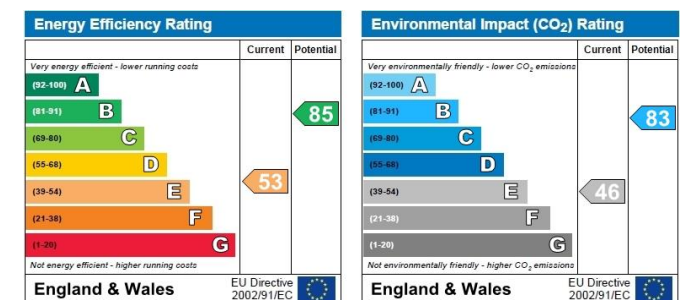 Energy Efficiency Rating
Current Potential
Very energy efficient - lower running costs
(92-100) A
(81-91) B
85
(69-80) C
(55-68) D
(39-54) E
53
(21-38) F
(1-20) G
Not energy efficient - higher running costs
England & Wales
EU Directive
2002/91/EC
Environmental Impact (CO₂) Rating
Current Potential
Very environmentally friendly - lower CO₂ emissions
(92-100) A
(81-91) B
83
(69-80) C
(55-68) D
(39-54) E
46
(21-38) F
(1-20) G
Not environmentally friendly - higher CO₂ emissions
England & Wales
EU Directive
2002/91/EC